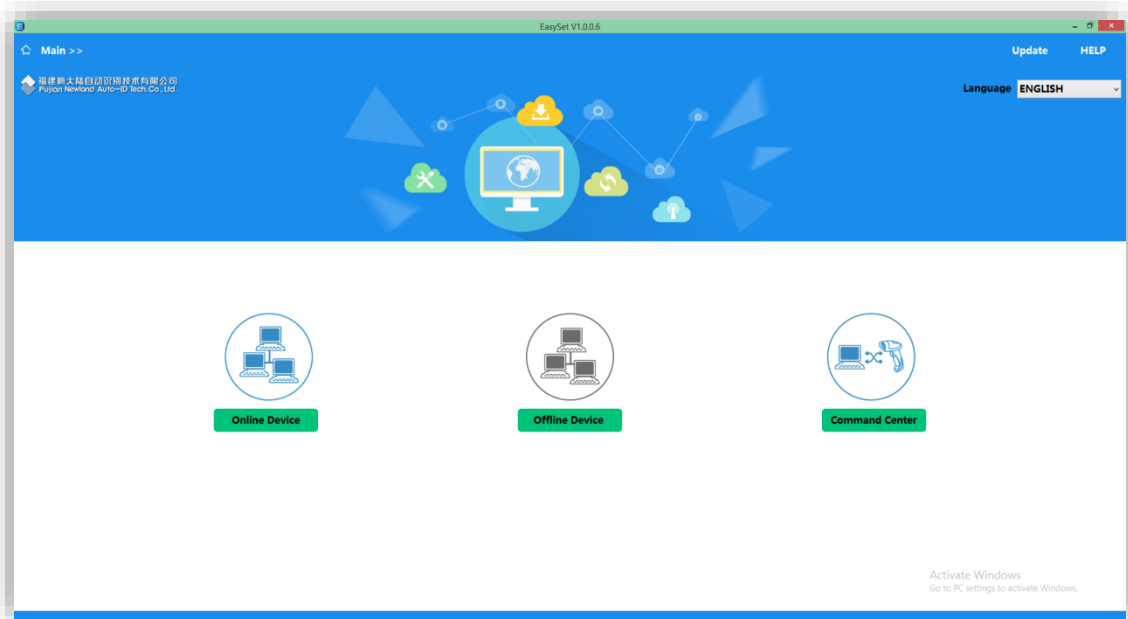 EasySet V1.0.0.6
Main >>
Update
HELP
福建新大陆自动识别技术有限公司
Fujian Newland Auto-ID Tech.Co.,Ltd.
Language
ENGLISH
Online Device
Offline Device
Command Center
Activate Windows
Go to PC settings to activate Windows.